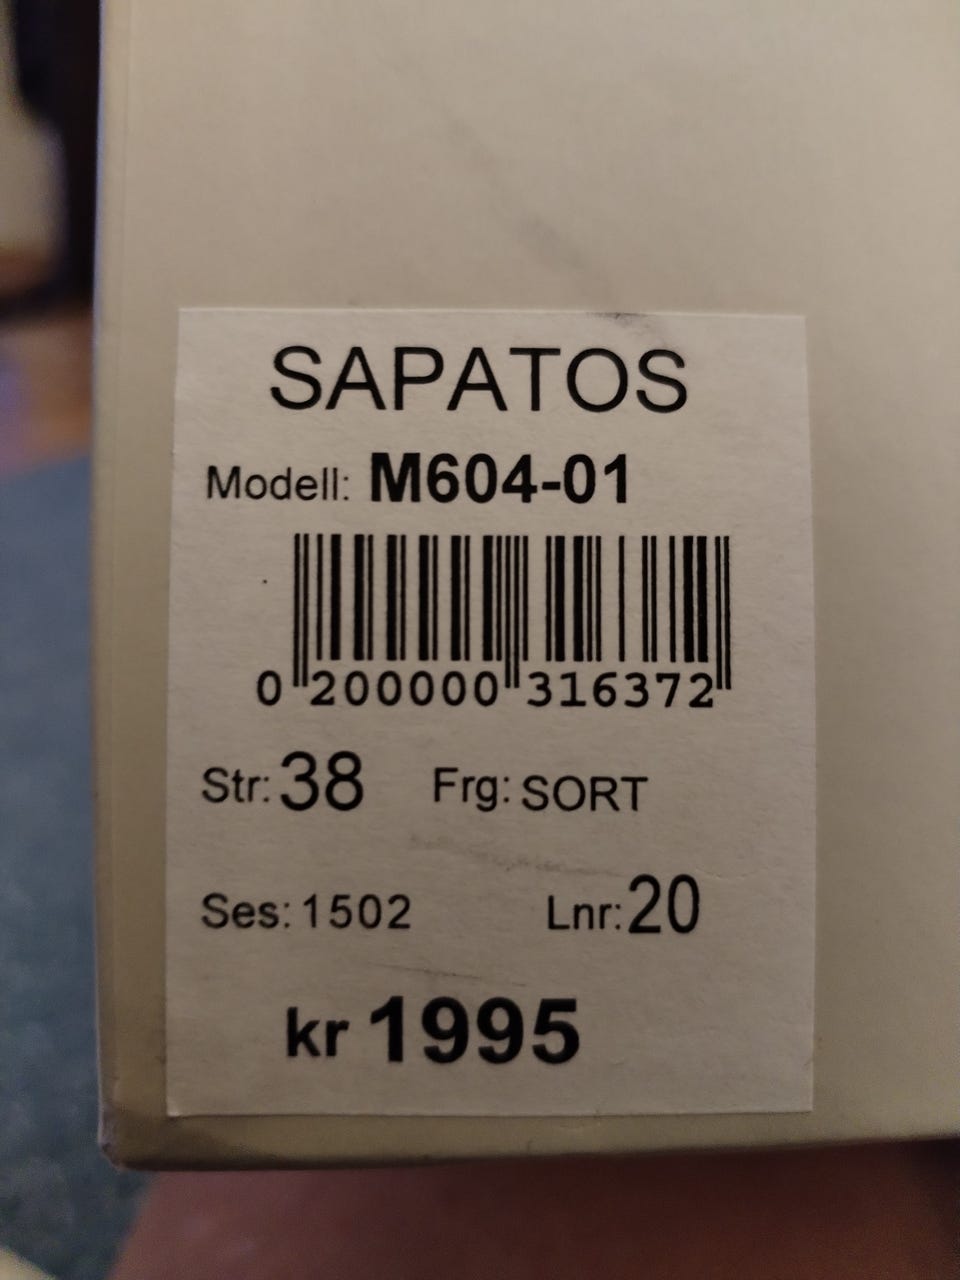 SAPATOS
Modell: M604-01
0 200000 316372
Str: 38 Frg: SORT
Ses: 1502 Lnr: 20
kr 1995